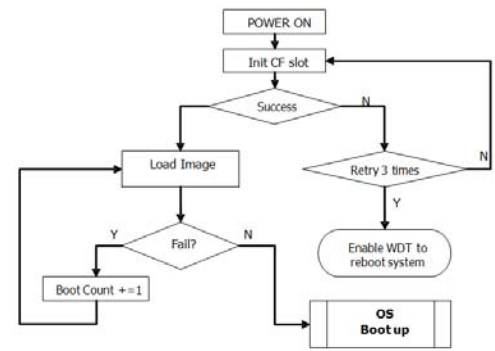 POWER ON
Init CF slot
Success
N
Load Image
Retry 3 times
N
Y
Y
Fail?
N
Enable WDT to
reboot system
Boot Count +=1
OS
Boot up